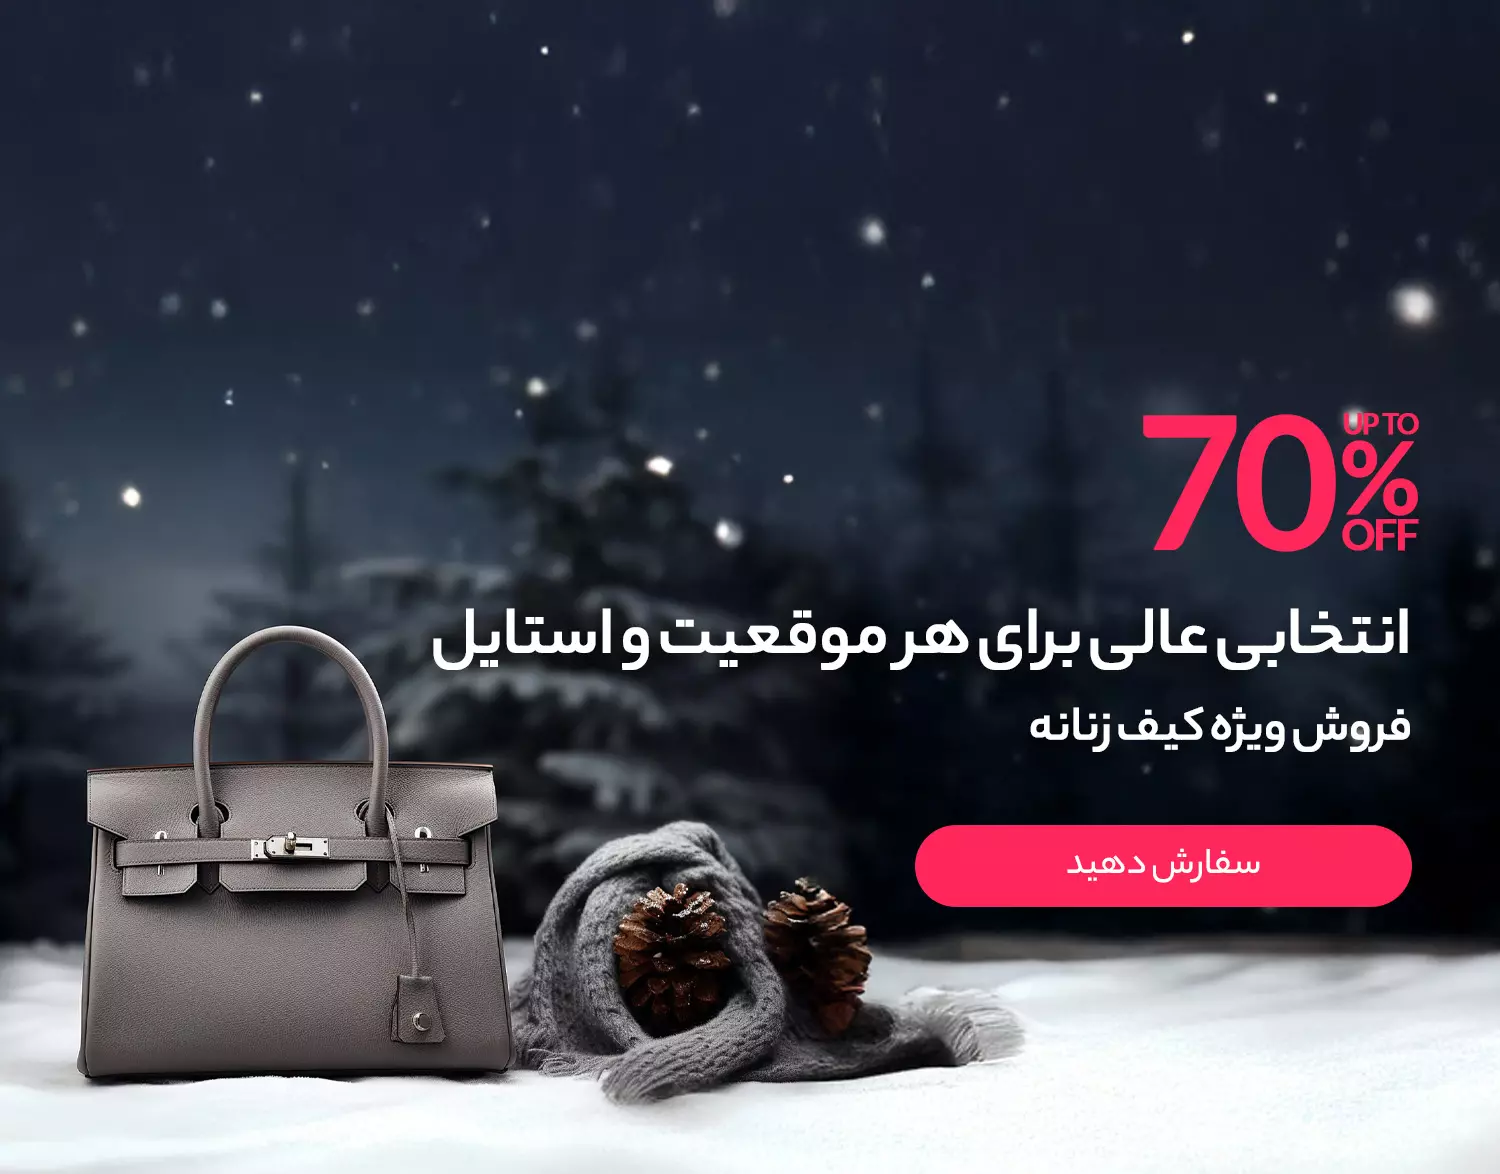 UP TO
70%
OFF
انتخابی عالی برای هر موقعیت و استایل
فروش ویژه کیف زنانه
سفارش دهید